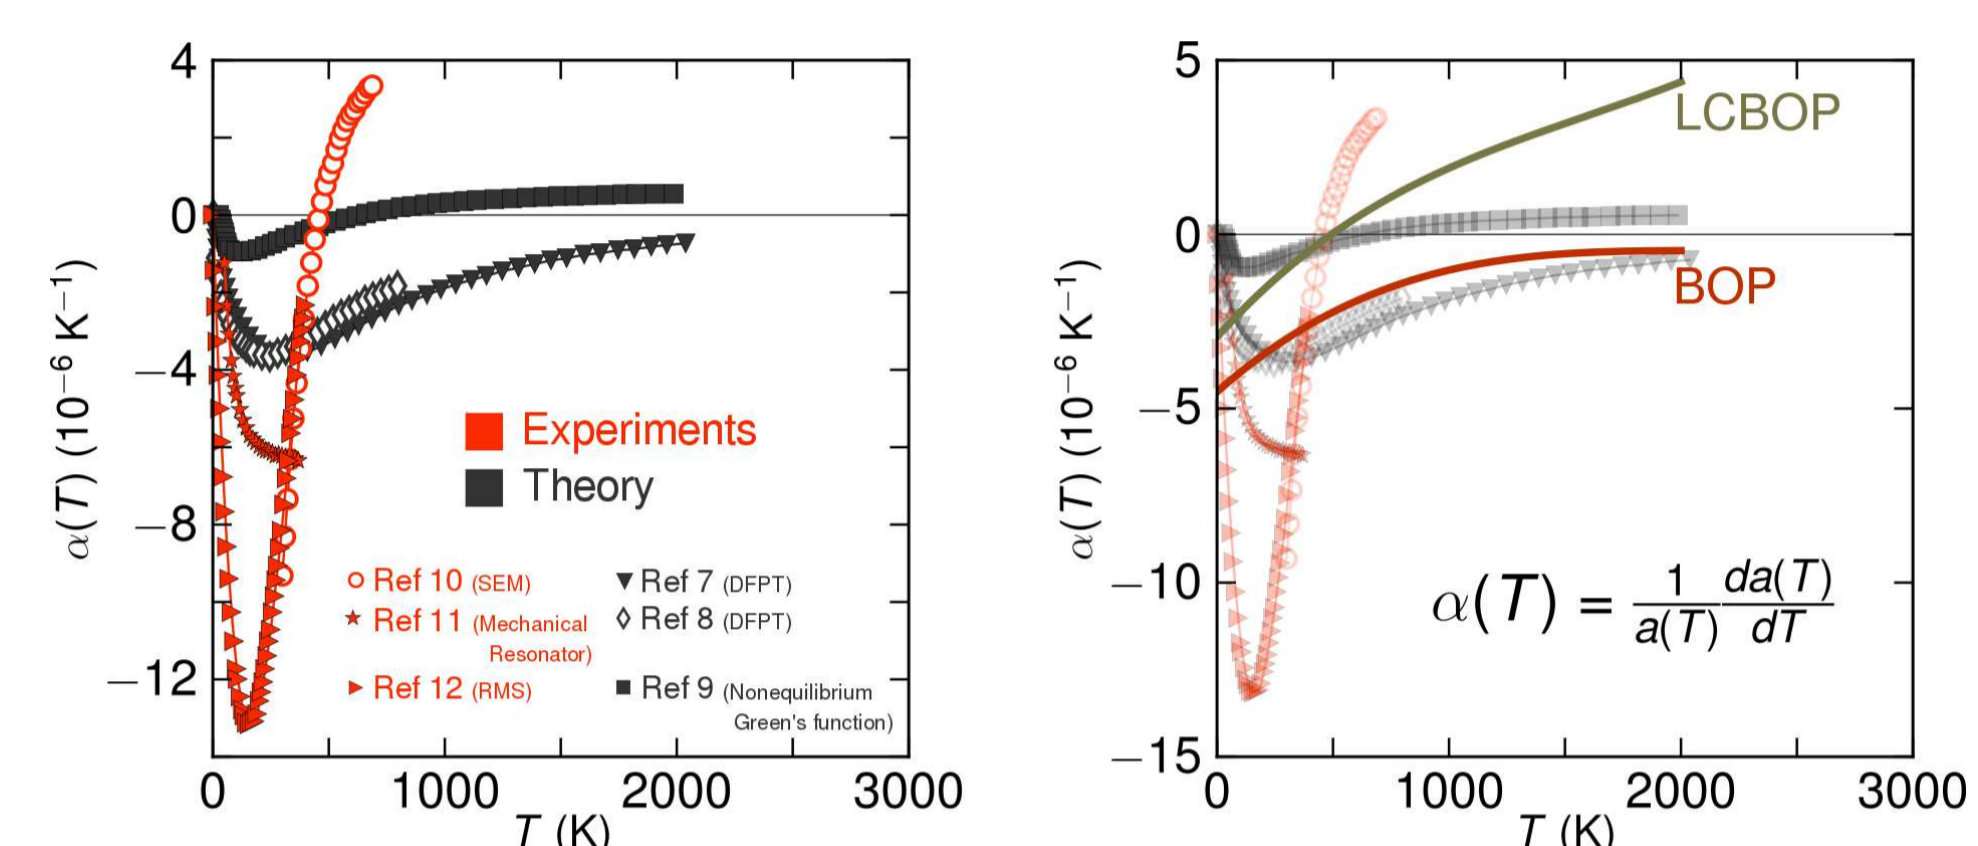 4
0
−4
−8
−12
α(T) (10⁻⁶ K⁻¹)
Experiments
Theory
Ref 10 (SEM)
Ref 11 (Mechanical
Resonator)
Ref 12 (RMS)
Ref 7 (DFPT)
Ref 8 (DFPT)
Ref 9 (Nonequilibrium
Green's function)
0 1000 2000 3000
T (K)
5
0
−5
−10
−15
α(T) (10⁻⁶ K⁻¹)
LCBOP
BOP
α(T) = 1/a(T) da(T)/dT
0 1000 2000 3000
T (K)